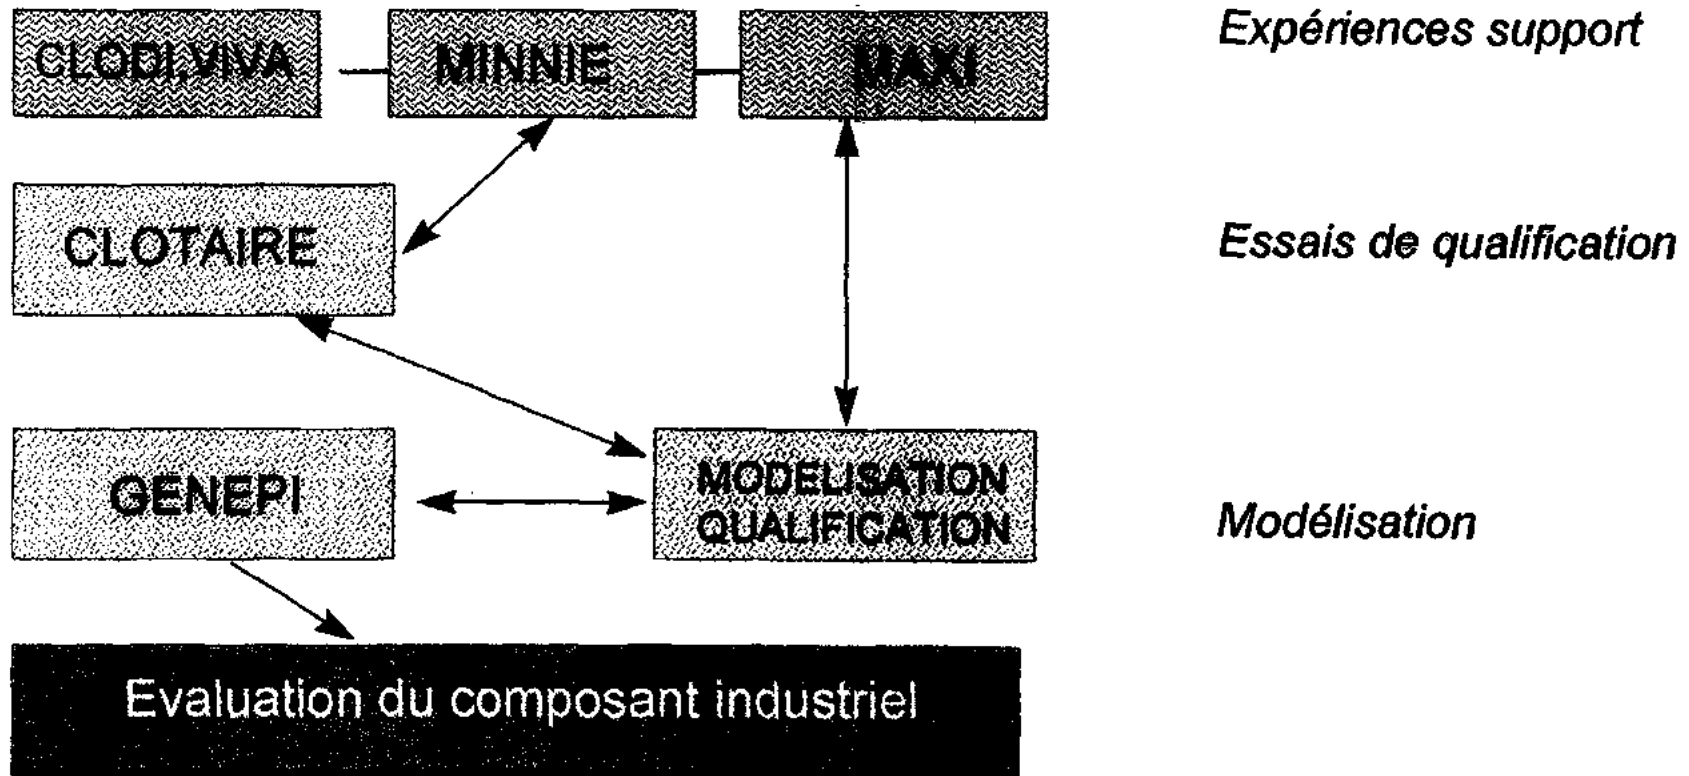 CLODI,VIVA
MINNIE
MAXI
Expériences support
CLOTAIRE
Essais de qualification
GENEPI
MODELISATION
QUALIFICATION
Modélisation
Evaluation du composant industriel